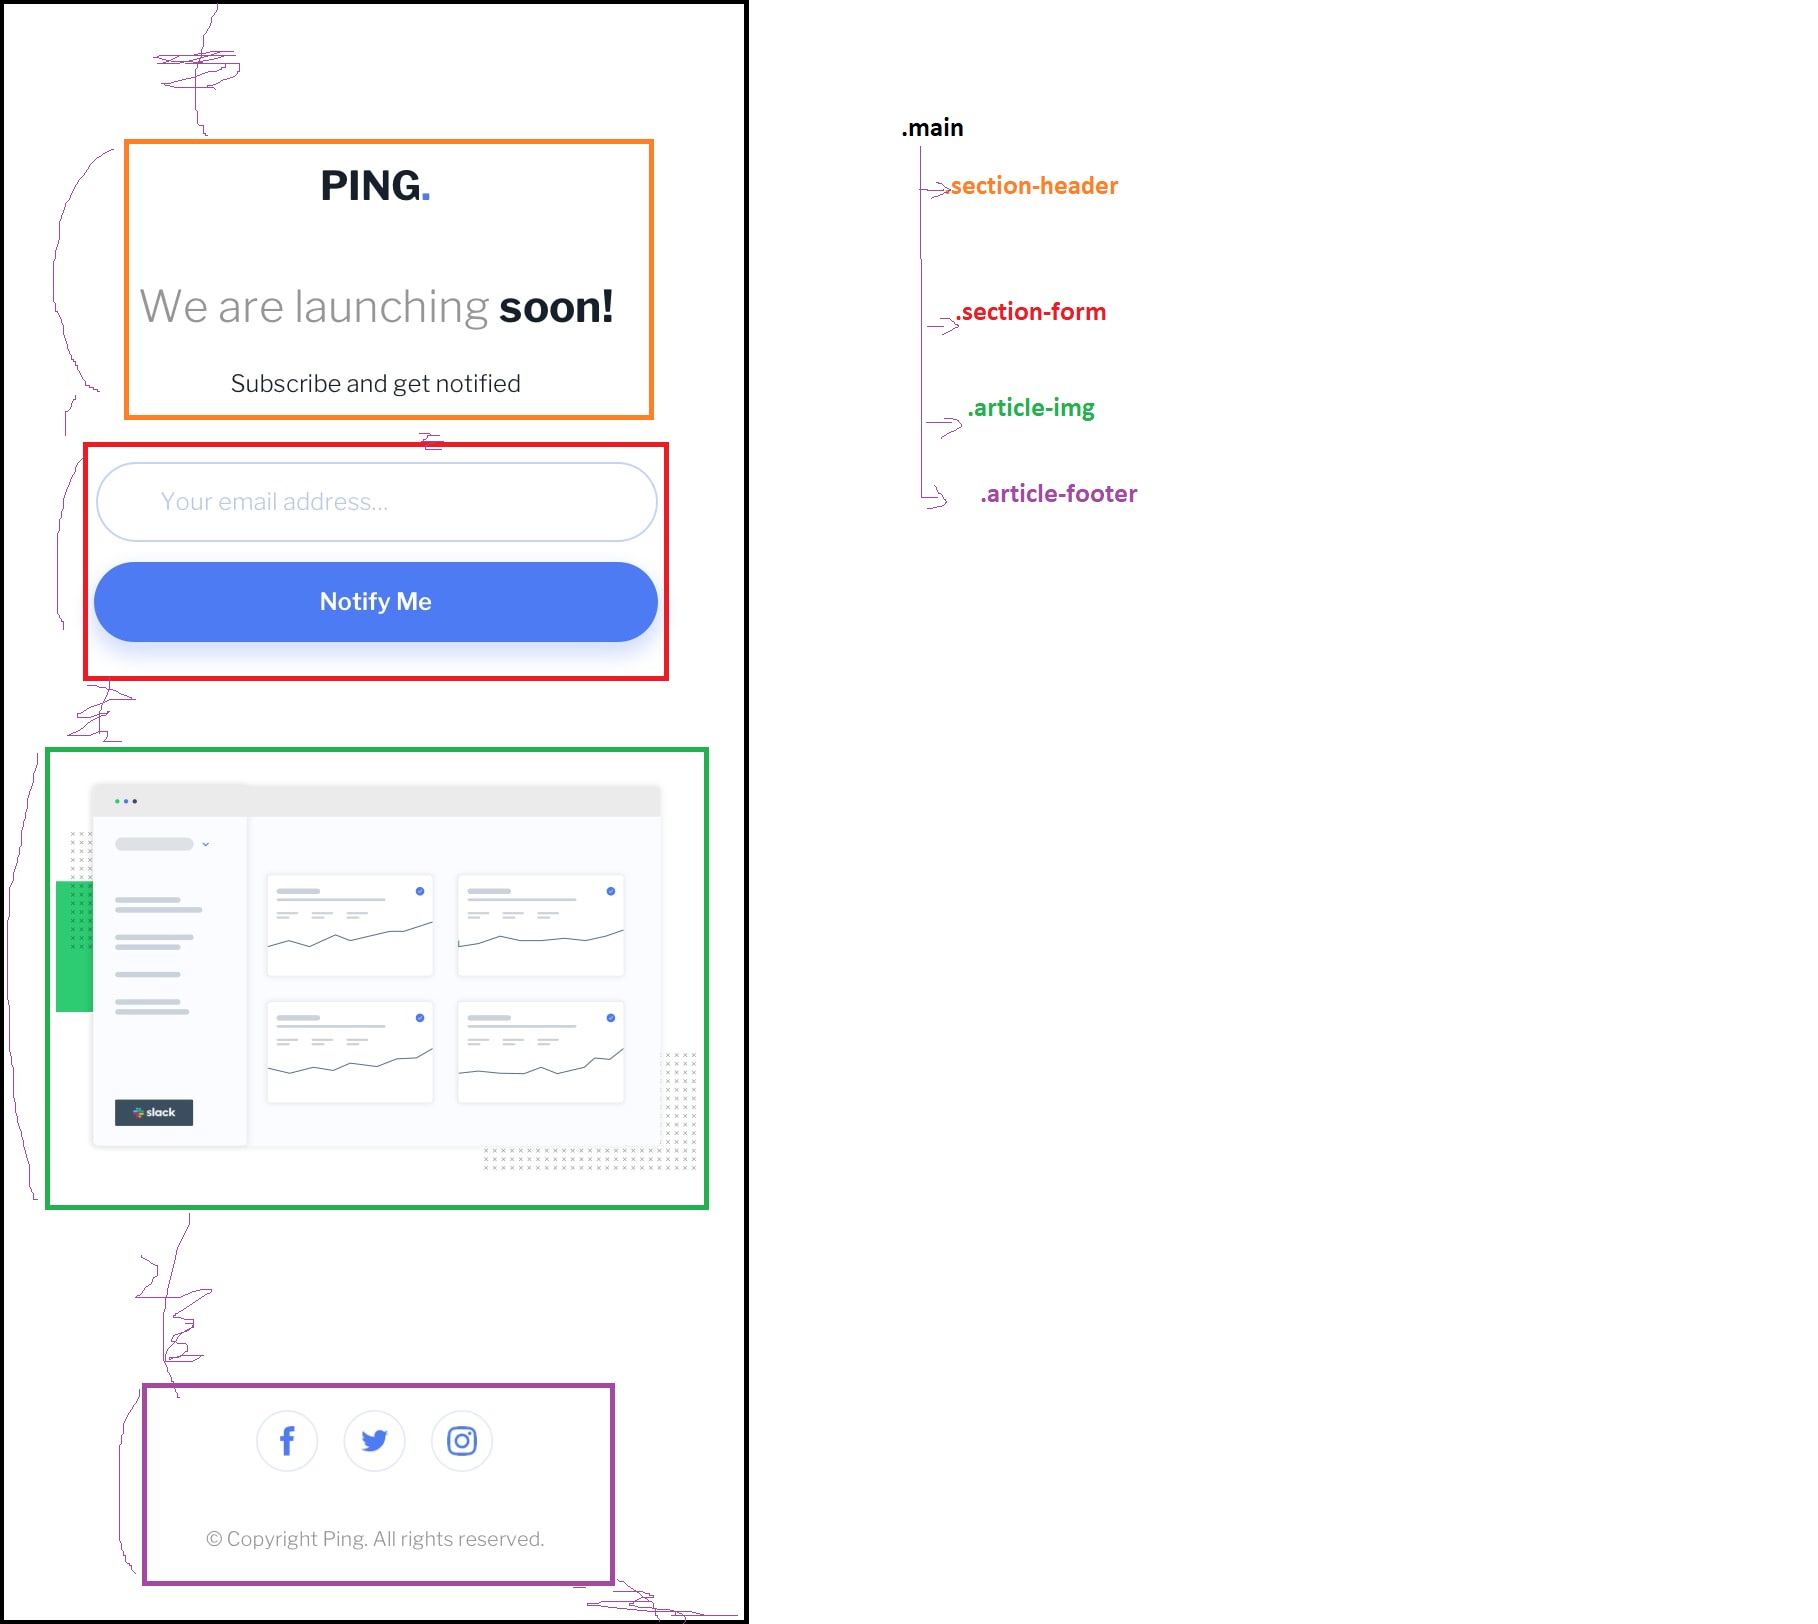 PING.
We are launching soon!
Subscribe and get notified
Your email address...
Notify Me
slack
© Copyright Ping. All rights reserved.
.main
.section-header
.section-form
.article-img
.article-footer